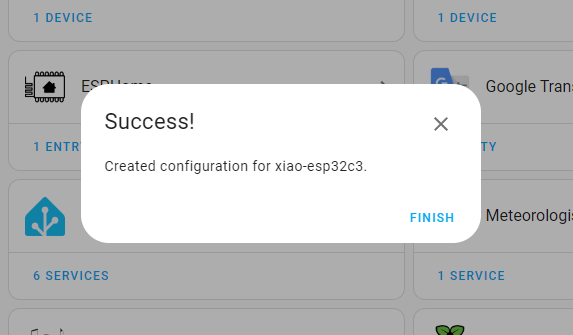 1 DEVICE
1 DEVICE
ESPHome
Google Tran
Success!
Created configuration for xiao-esp32c3.
1 ENTR
TY
FINISH
Meteorologis
6 SERVICES
1 SERVICE